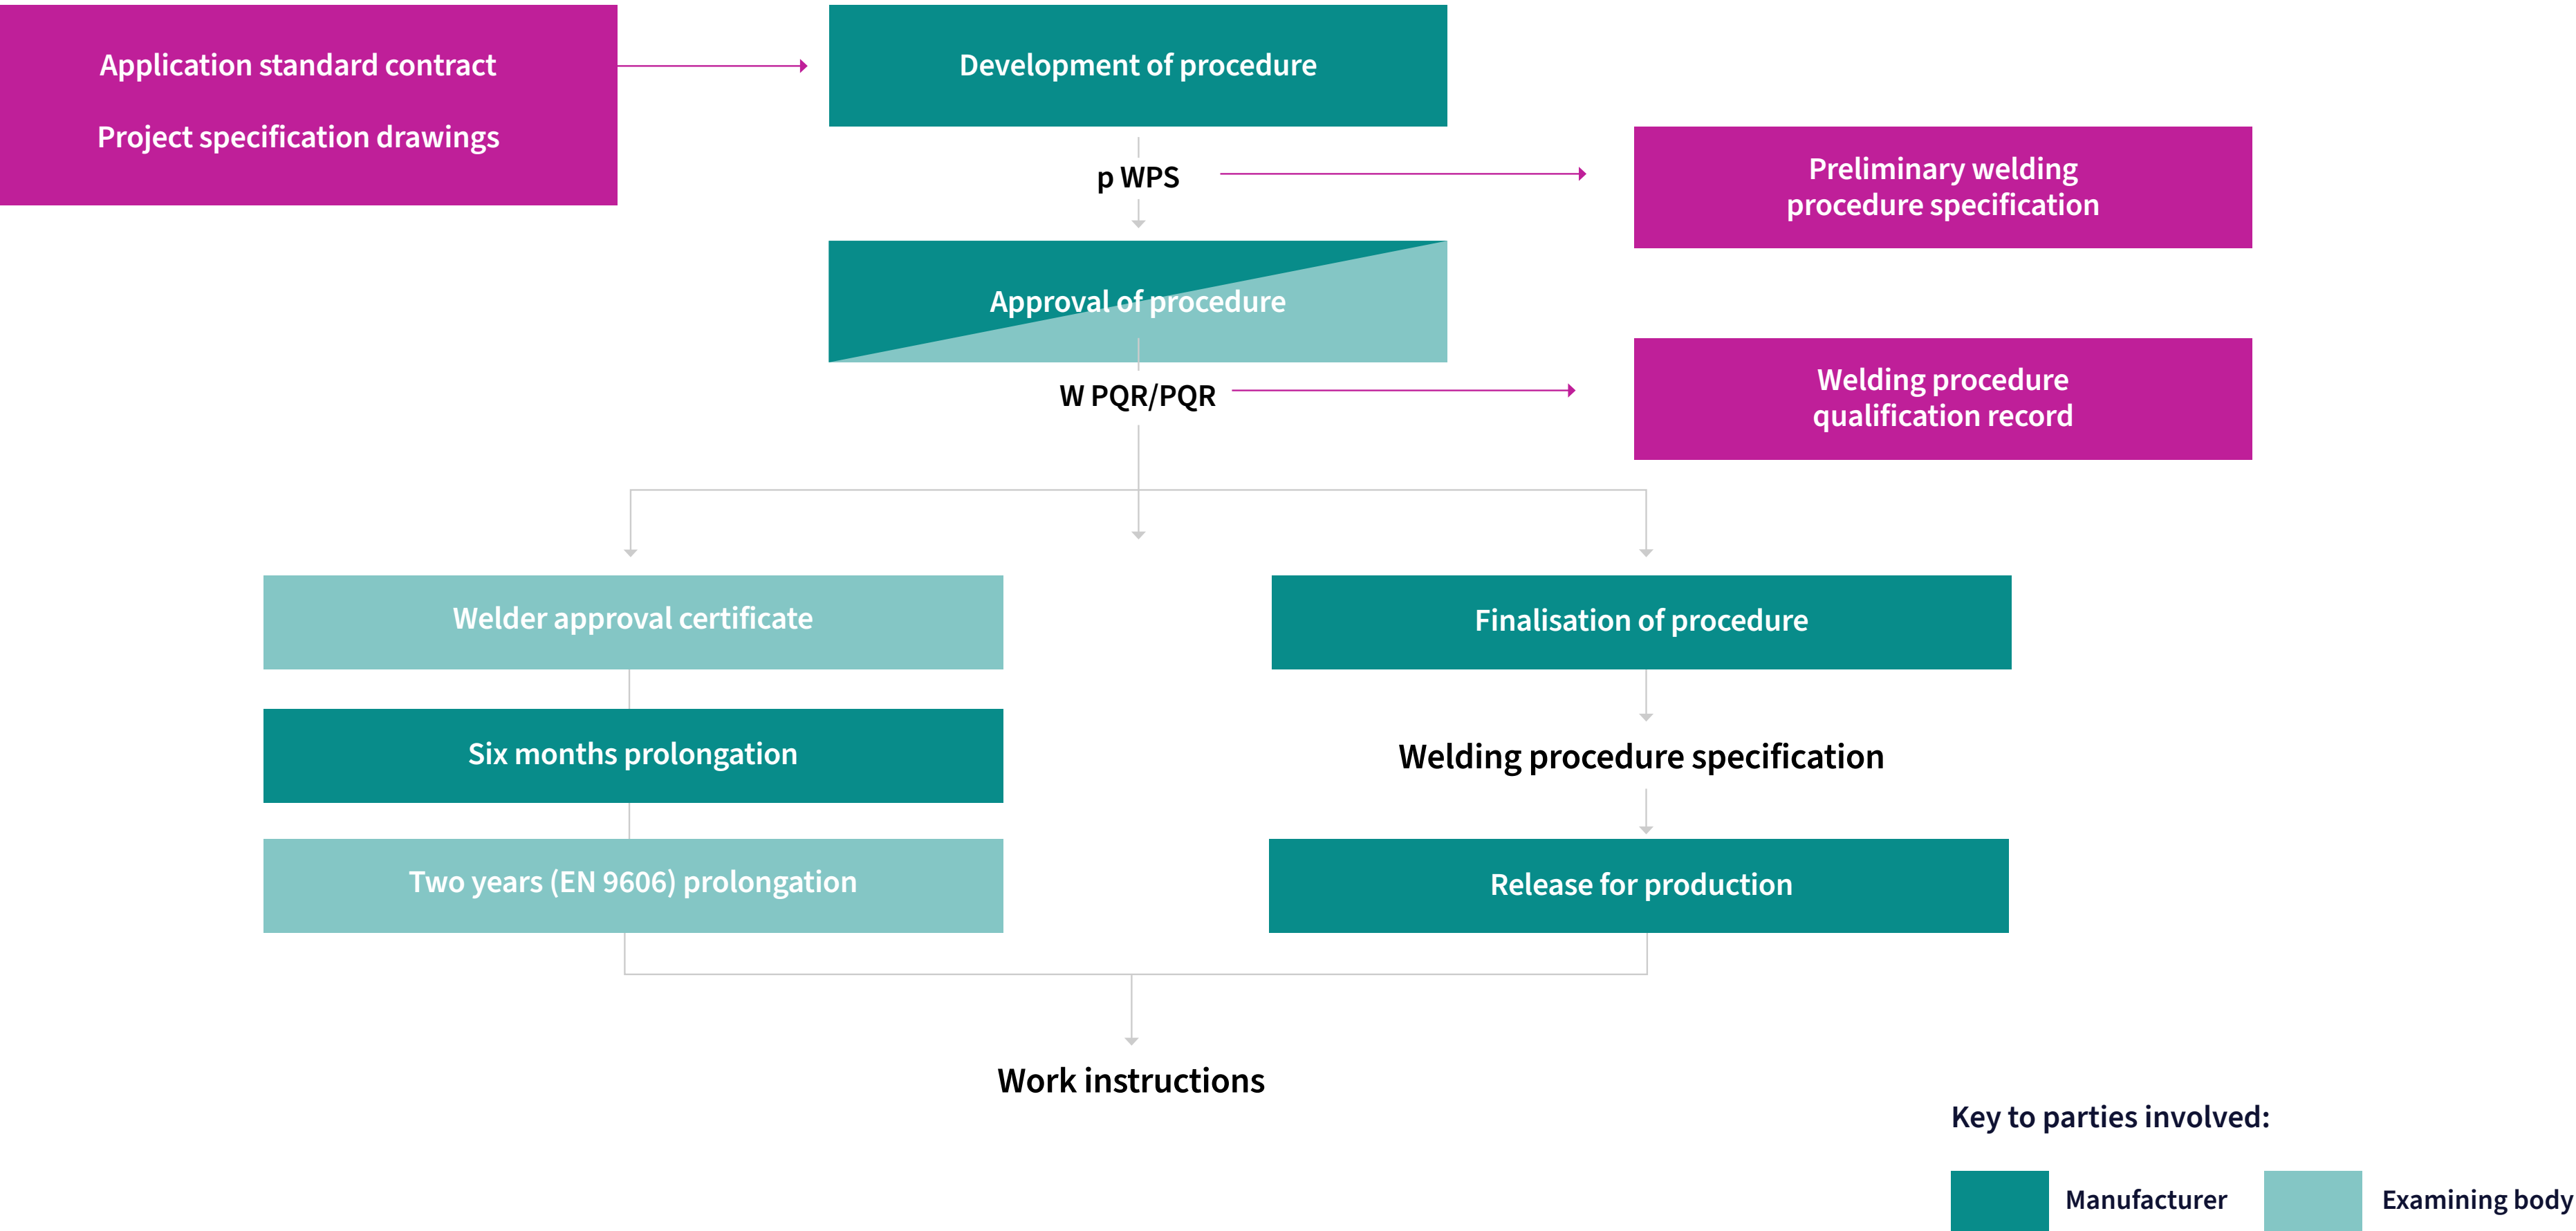 Application standard contract
Project specification drawings
Development of procedure
p WPS
Preliminary welding
procedure specification
Approval of procedure
W PQR/PQR
Welding procedure
qualification record
Welder approval certificate
Six months prolongation
Two years (EN 9606) prolongation
Finalisation of procedure
Welding procedure specification
Release for production
Work instructions
Key to parties involved:
Manufacturer
Examining body